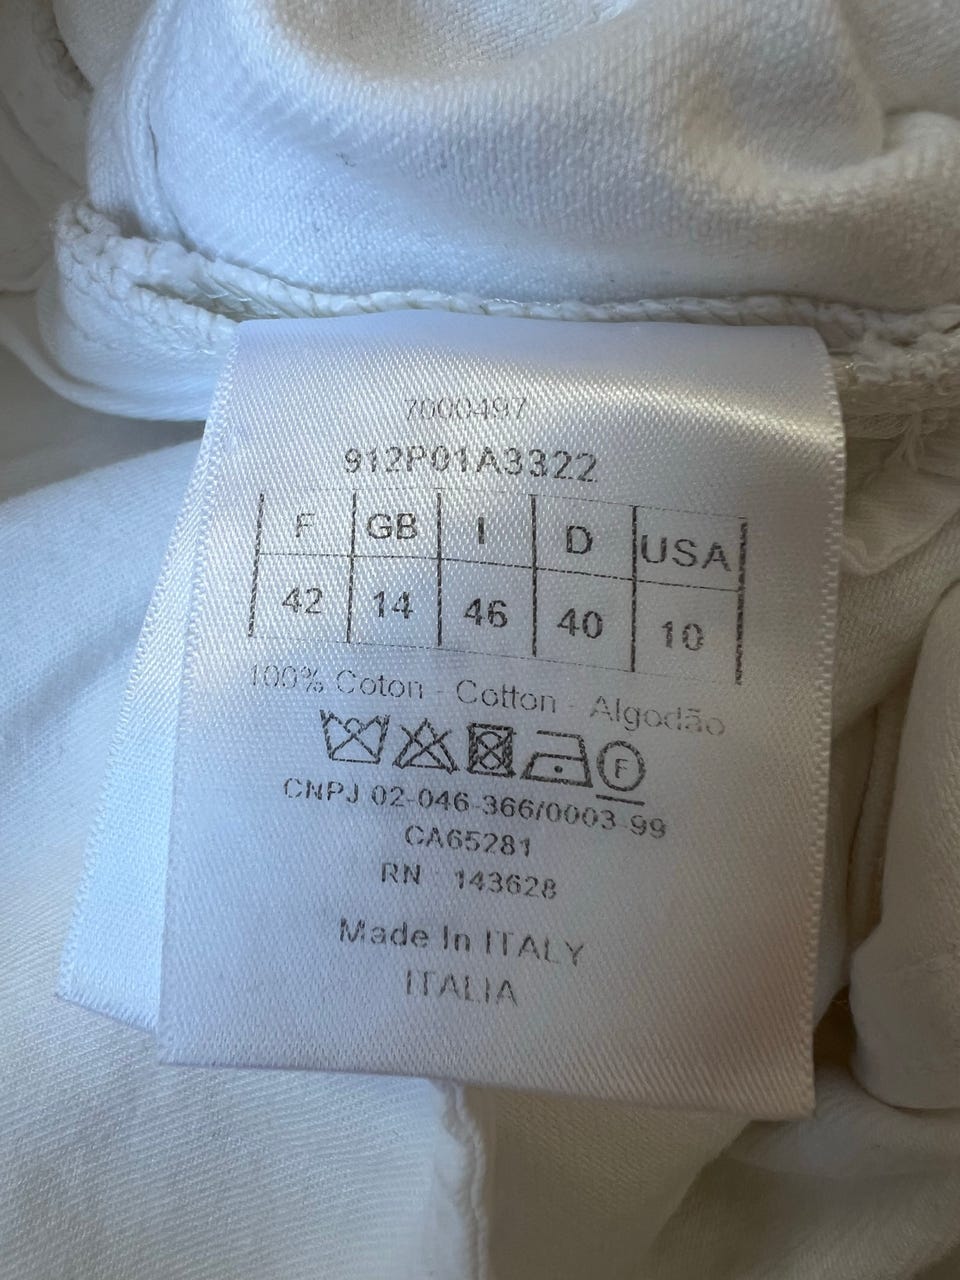 7000497
912P01A3322
F GB I D USA
42 14 46 40 10
100% Coton - Cotton - Algodão
F
CNPJ 02-046-366/0003-99
CA65281
RN 143628
Made In ITALY
ITALIA